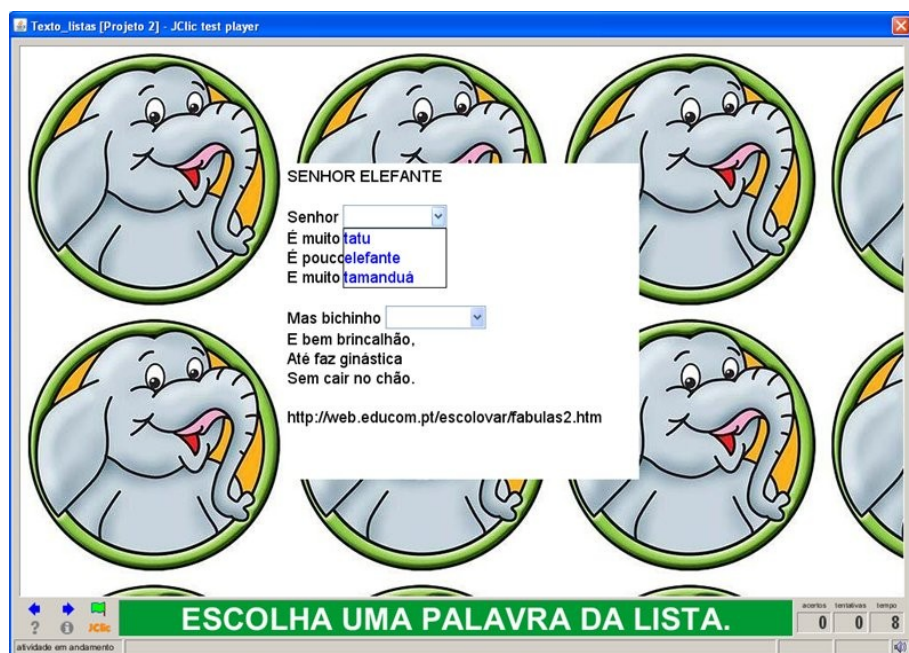 Texto_listas [Projeto 2] - JClic test player
SENHOR ELEFANTE
Senhor
É muito
tatu
É pouco
elefante
E muito
tamanduá
Mas bichinho
E bem brincalhão,
Até faz ginástica
Sem cair no chão.
http://web.educom.pt/escolovar/fabulas2.htm
ESCOLHA UMA PALAVRA DA LISTA.
acertos tentativas tempo
0 0 8
JClic
atividade em andamento